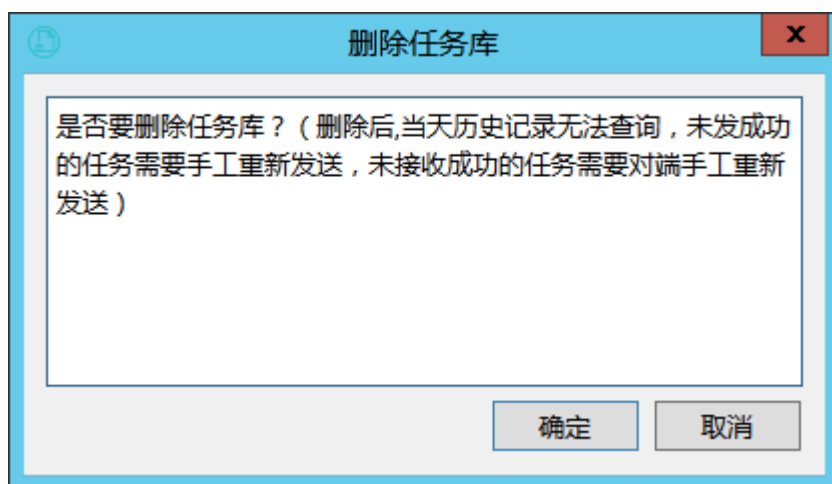 删除任务库
x
是否要删除任务库？（删除后,当天历史记录无法查询，未发成功
的任务需要手工重新发送，未接收成功的任务需要对端手工重新
发送）
确定
取消